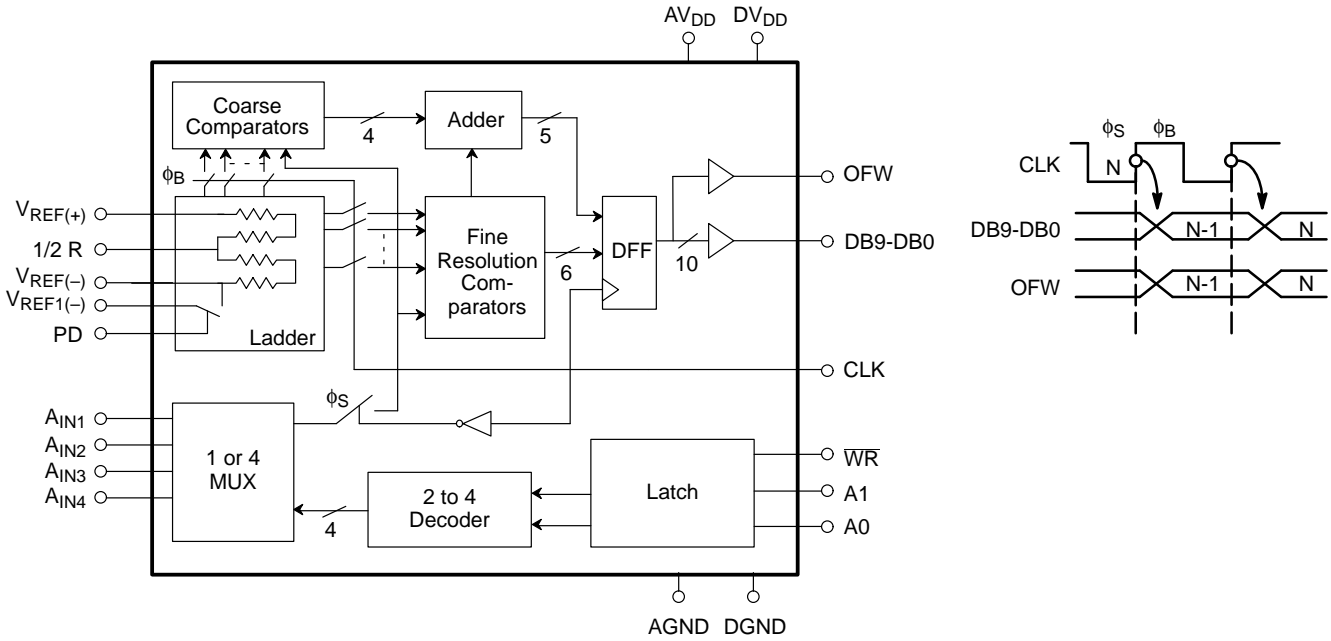 AVDD DVDD
Coarse
Comparators
4
Adder
5
ϕB
VREF(+)
1/2 R
VREF(–)
VREF1(–)
PD
Ladder
Fine
Resolution
Com-
parators
6
DFF
10
OFW
DB9-DB0
CLK
AIN1
AIN2
AIN3
AIN4
1 or 4
MUX
ϕS
4
2 to 4
Decoder
Latch
WR
A1
A0
AGND DGND
ϕS ϕB
CLK N
DB9-DB0 N-1 N
OFW N-1 N